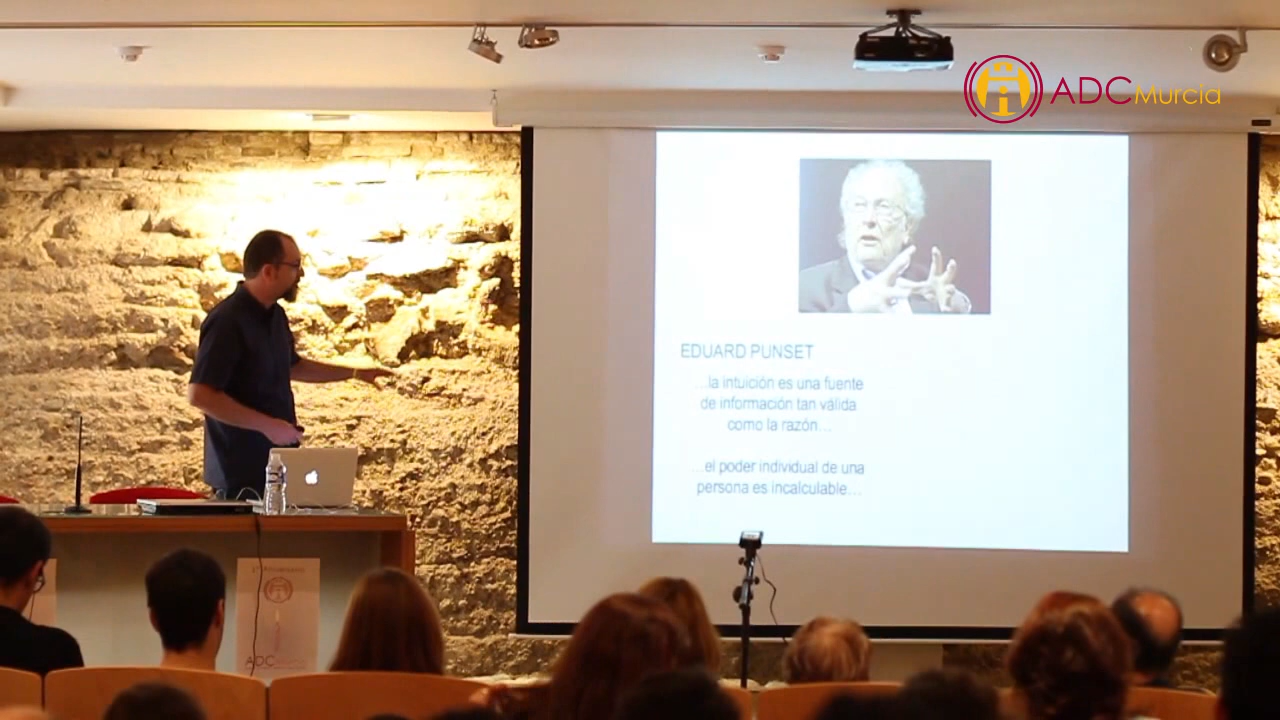 ADCMurcia
EDUARD PUNSET
...la intuición es una fuente
de información tan válida
como la razón...
...el poder individual de una
persona es incalculable...
ADCMurcia